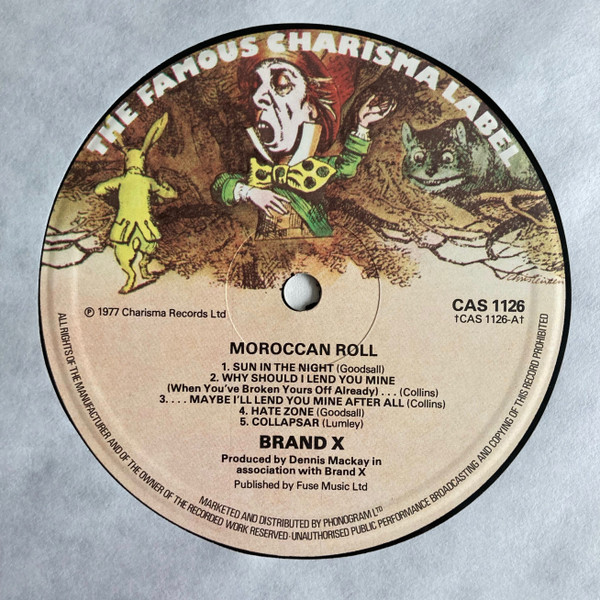 THE FAMOUS CHARISMA LABEL
℗ 1977 Charisma Records Ltd
CAS 1126
†CAS 1126-A†
MOROCCAN ROLL
1. SUN IN THE NIGHT (Goodsall)
2. WHY SHOULD I LEND YOU MINE
(When You've Broken Yours Off Already) . . . (Collins)
3. . . . MAYBE I'LL LEND YOU MINE AFTER ALL (Collins)
4. HATE ZONE (Goodsall)
5. COLLAPSAR (Lumley)
BRAND X
Produced by Dennis Mackay in
association with Brand X
Published by Fuse Music Ltd
MARKETED AND DISTRIBUTED BY PHONOGRAM LTD
ALL RIGHTS OF THE MANUFACTURER AND OF THE OWNER OF THE RECORDED WORK RESERVED · UNAUTHORISED PUBLIC PERFORMANCE BROADCASTING AND COPYING OF THIS RECORD PROHIBITED